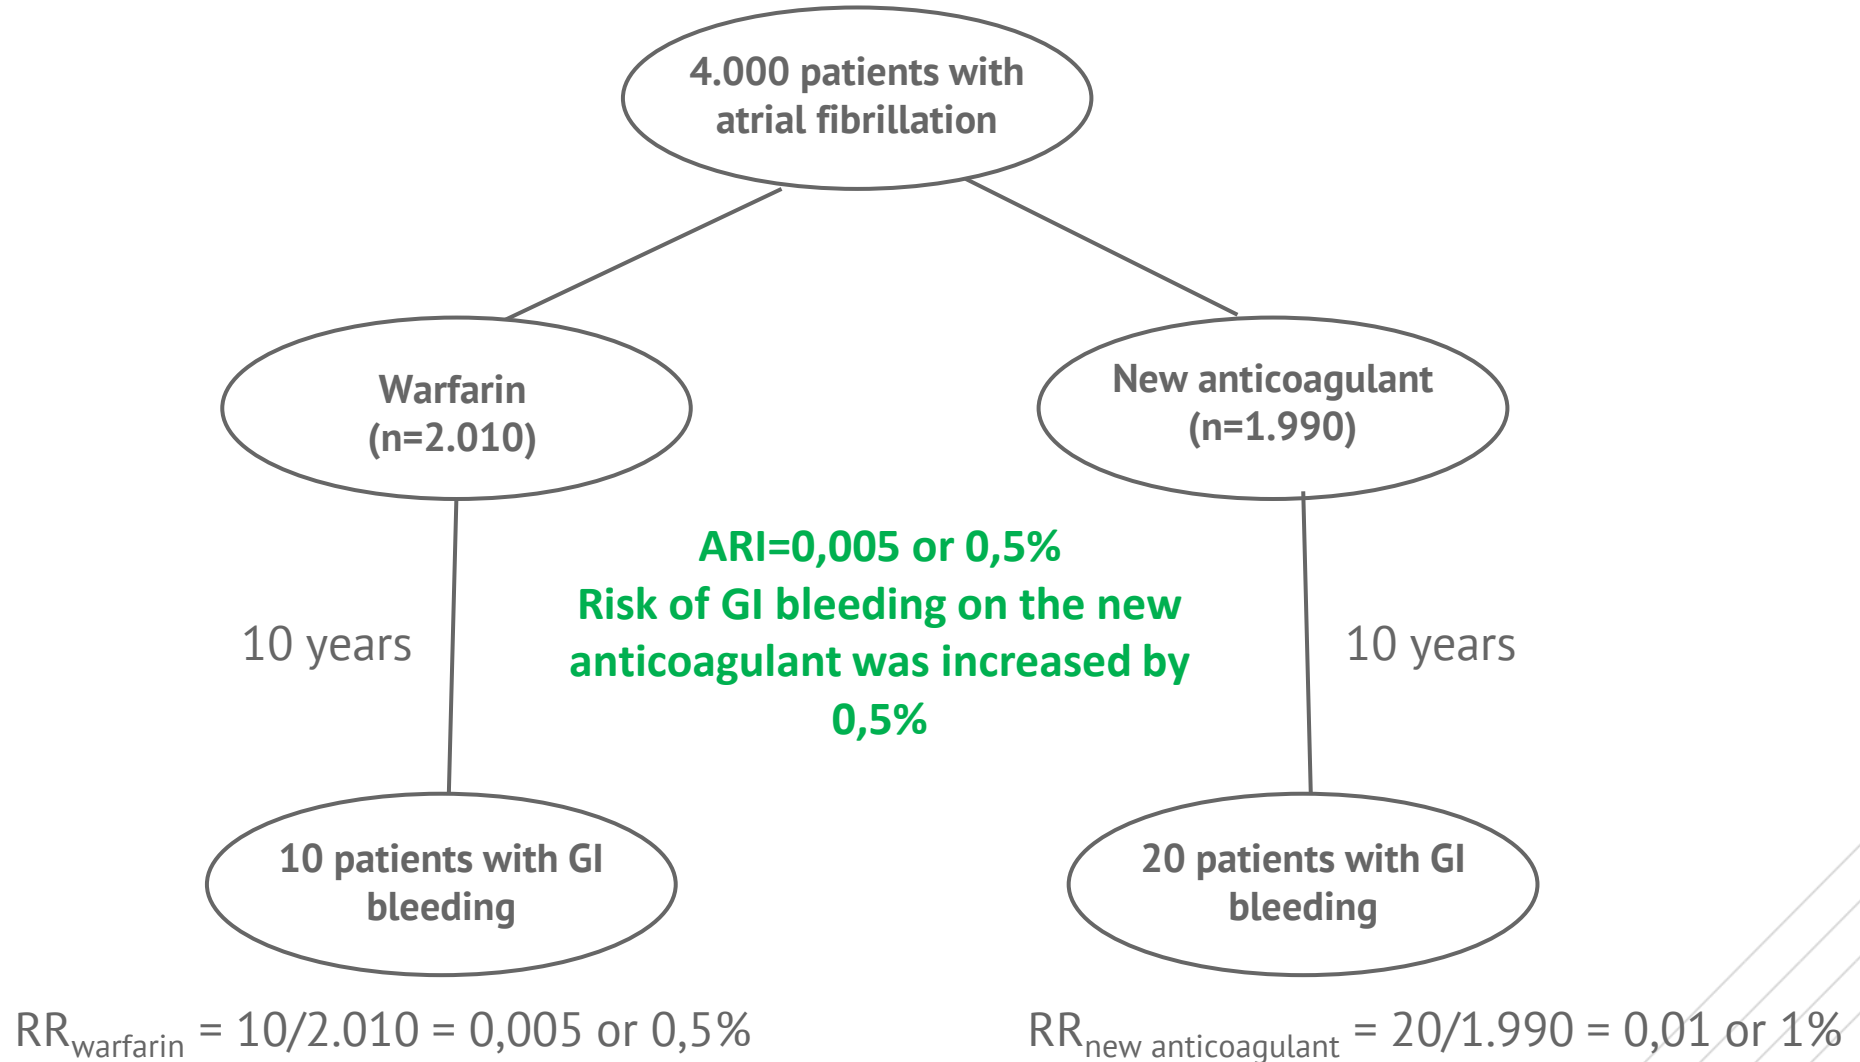 4.000 patients with
atrial fibrillation
Warfarin
(n=2.010)
New anticoagulant
(n=1.990)
ARI=0,005 or 0,5%
Risk of GI bleeding on the new
anticoagulant was increased by
0,5%
10 years
10 years
10 patients with GI
bleeding
20 patients with GI
bleeding
RRwarfarin = 10/2.010 = 0,005 or 0,5%
RRnew anticoagulant = 20/1.990 = 0,01 or 1%